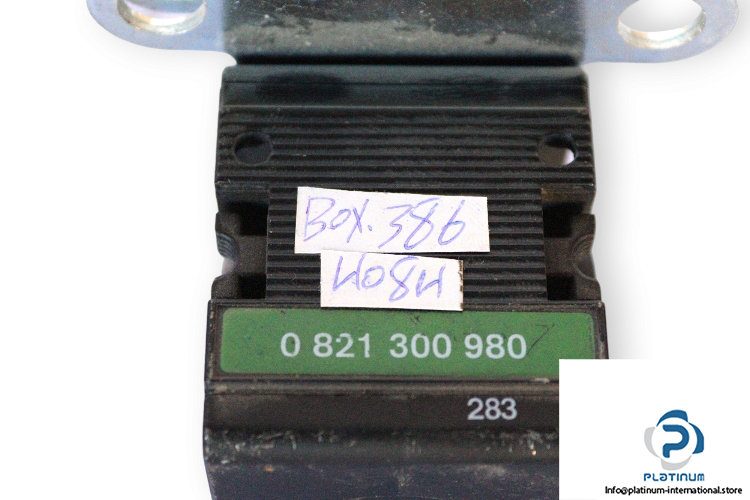 BOX.386
4084
0 821 300 980
283
PLATINUM
Info@platinum-international.store